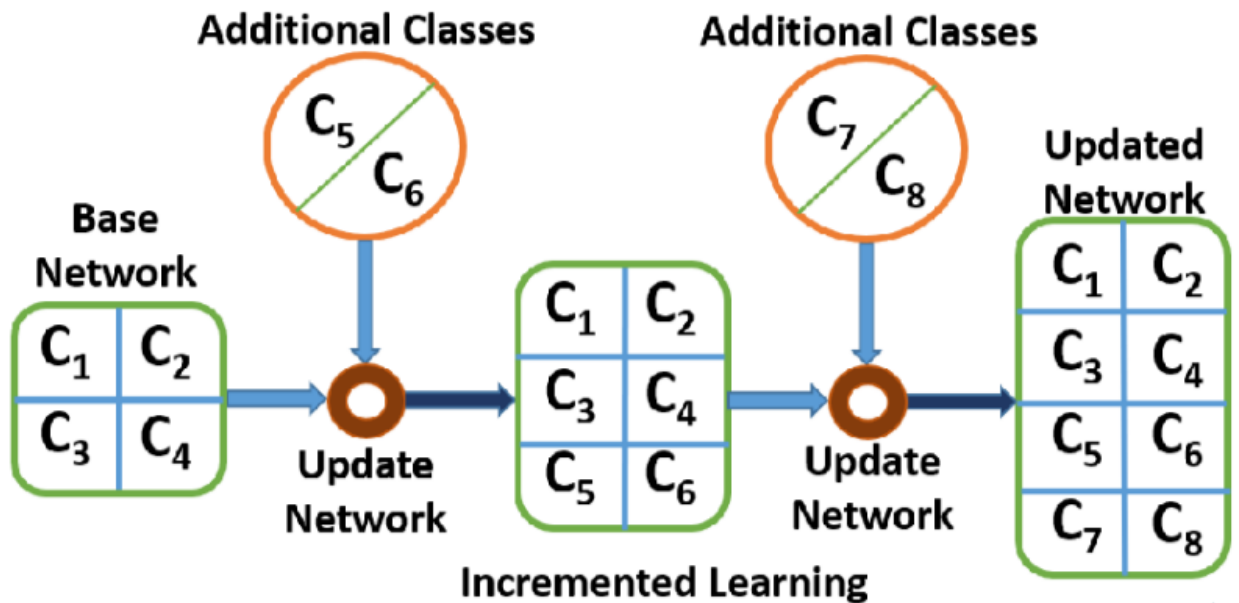 Additional Classes
C5
C6
Additional Classes
C7
C8
Base
Network
C1 C2
C3 C4
Update
Network
C1 C2
C3 C4
C5 C6
Update
Network
Updated
Network
C1 C2
C3 C4
C5 C6
C7 C8
Incremented Learning